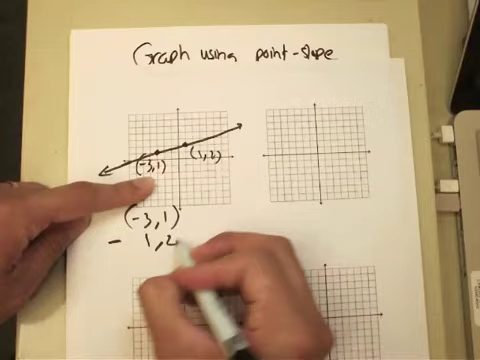 Graph using point-slope
(-3,1) (1,2)
(-3,1)
- 1,2